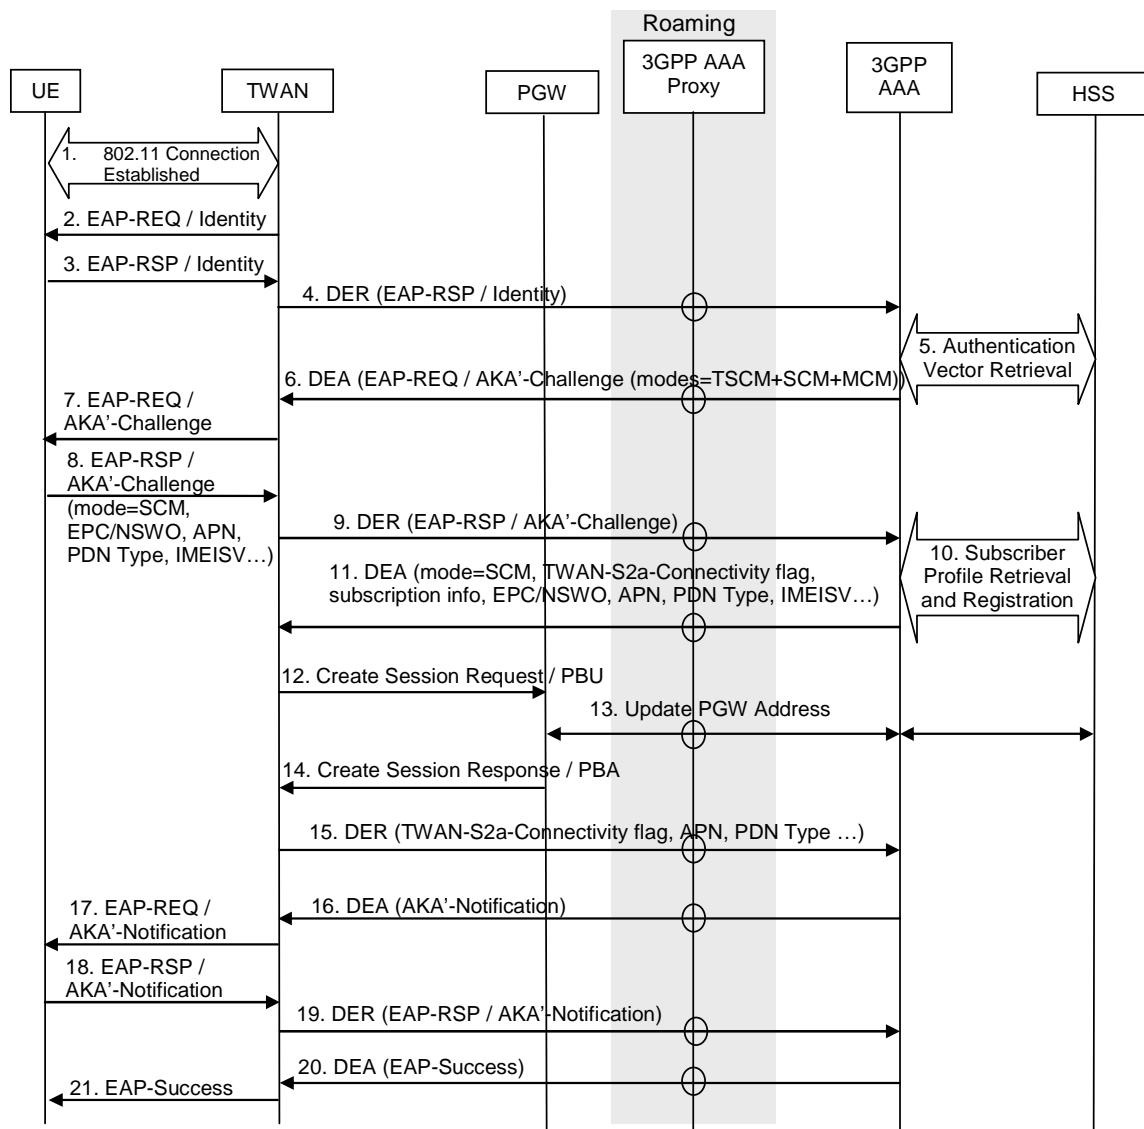 Roaming
UE
TWAN
PGW
3GPP AAA
Proxy
3GPP
AAA
HSS
1. 802.11 Connection
Established
2. EAP-REQ / Identity
3. EAP-RSP / Identity
4. DER (EAP-RSP / Identity)
5. Authentication
Vector Retrieval
6. DEA (EAP-REQ / AKA’-Challenge (modes=TSCM+SCM+MCM))
7. EAP-REQ /
AKA’-Challenge
8. EAP-RSP /
AKA’-Challenge
(mode=SCM,
EPC/NSWO, APN,
PDN Type, IMEISV…)
9. DER (EAP-RSP / AKA’-Challenge)
10. Subscriber
Profile Retrieval
and Registration
11. DEA (mode=SCM, TWAN-S2a-Connectivity flag,
subscription info, EPC/NSWO, APN, PDN Type, IMEISV…)
12. Create Session Request / PBU
13. Update PGW Address
14. Create Session Response / PBA
15. DER (TWAN-S2a-Connectivity flag, APN, PDN Type …)
16. DEA (AKA’-Notification)
17. EAP-REQ /
AKA’-Notification
18. EAP-RSP /
AKA’-Notification
19. DER (EAP-RSP / AKA’-Notification)
20. DEA (EAP-Success)
21. EAP-Success